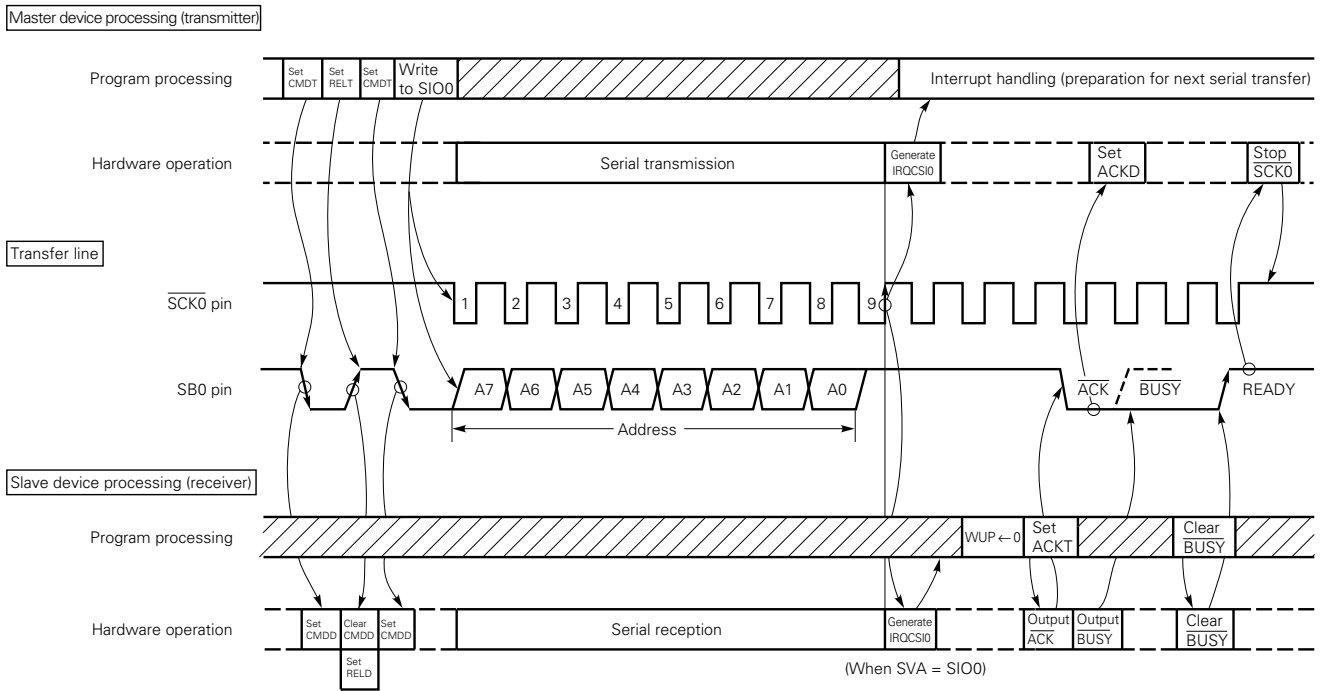 Master device processing (transmitter)
Program processing
Set
CMDT
Set
RELT
Set
CMDT
Write
to SIO0
Interrupt handling (preparation for next serial transfer)
Hardware operation
Serial transmission
Generate
IRQCSI0
Set
ACKD
Stop
SCK0
Transfer line
SCK0 pin
1 2 3 4 5 6 7 8 9
SB0 pin
A7 A6 A5 A4 A3 A2 A1 A0
ACK
BUSY
READY
Address
Slave device processing (receiver)
Program processing
WUP←0
Set
ACKT
Clear
BUSY
Hardware operation
Set
CMDD
Clear
CMDD
Set
CMDD
Set
RELD
Serial reception
Generate
IRQCSI0
Output
ACK
Output
BUSY
Clear
BUSY
(When SVA = SIO0)